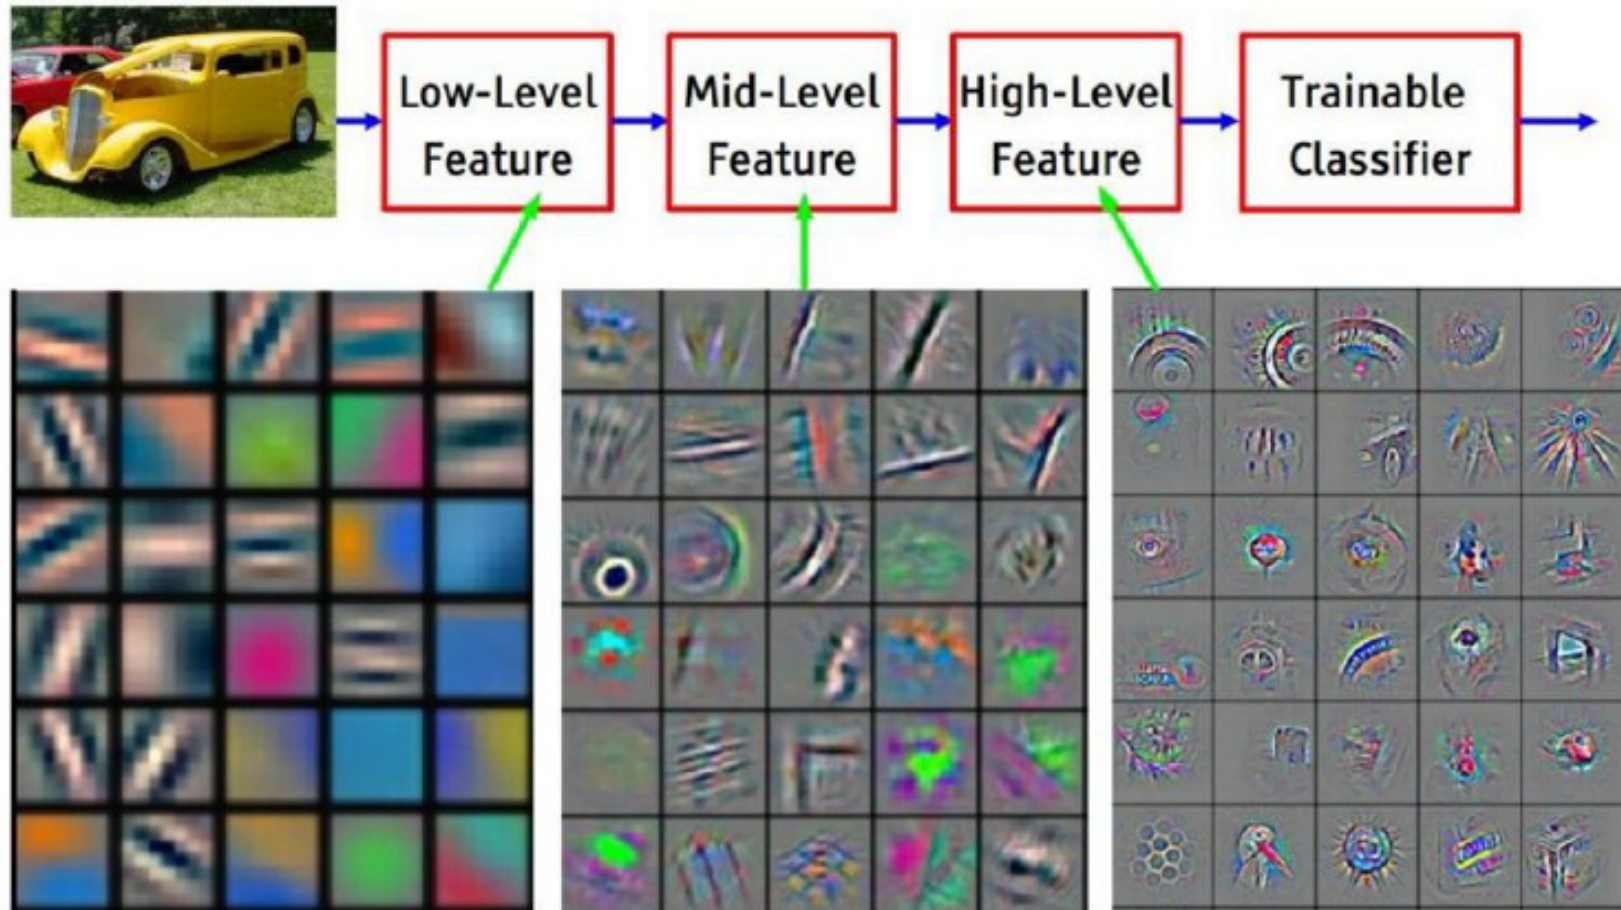 Low-Level
Feature
Mid-Level
Feature
High-Level
Feature
Trainable
Classifier